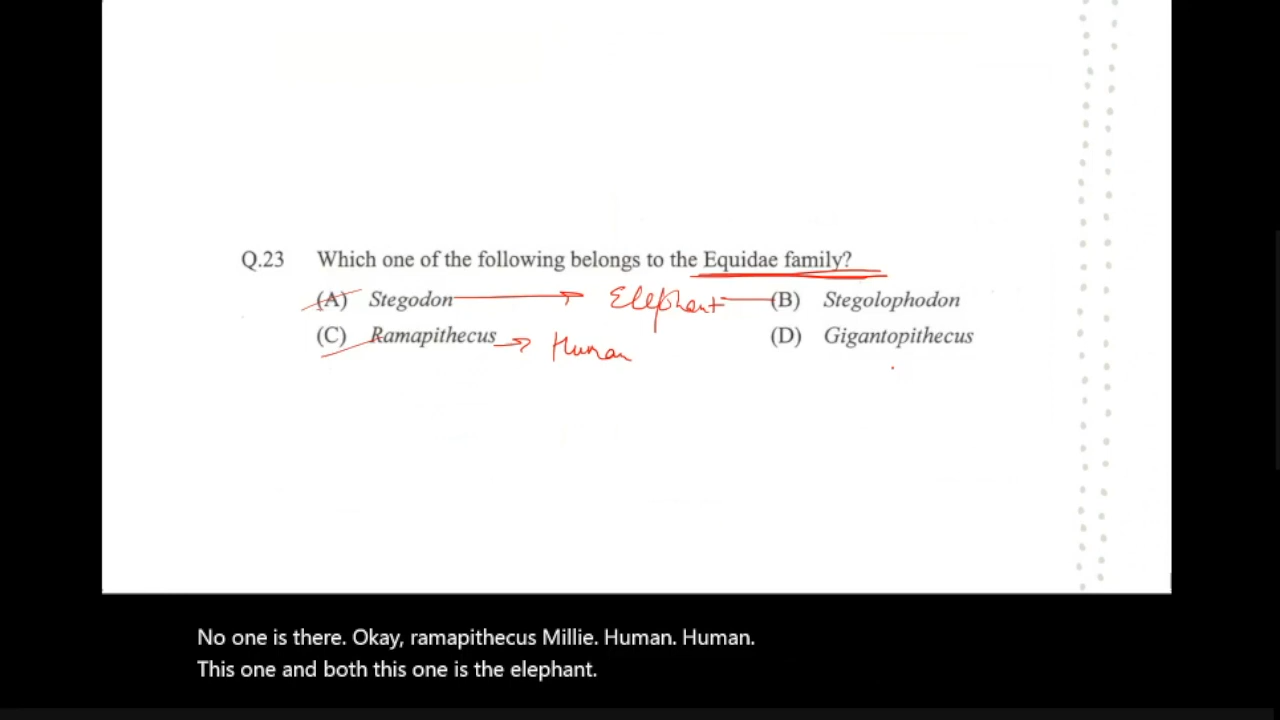 Q.23 Which one of the following belongs to the Equidae family?
(A) Stegodon Elephant (B) Stegolophodon
(C) Ramapithecus Human (D) Gigantopithecus
No one is there. Okay, ramapithecus Millie. Human. Human.
This one and both this one is the elephant.